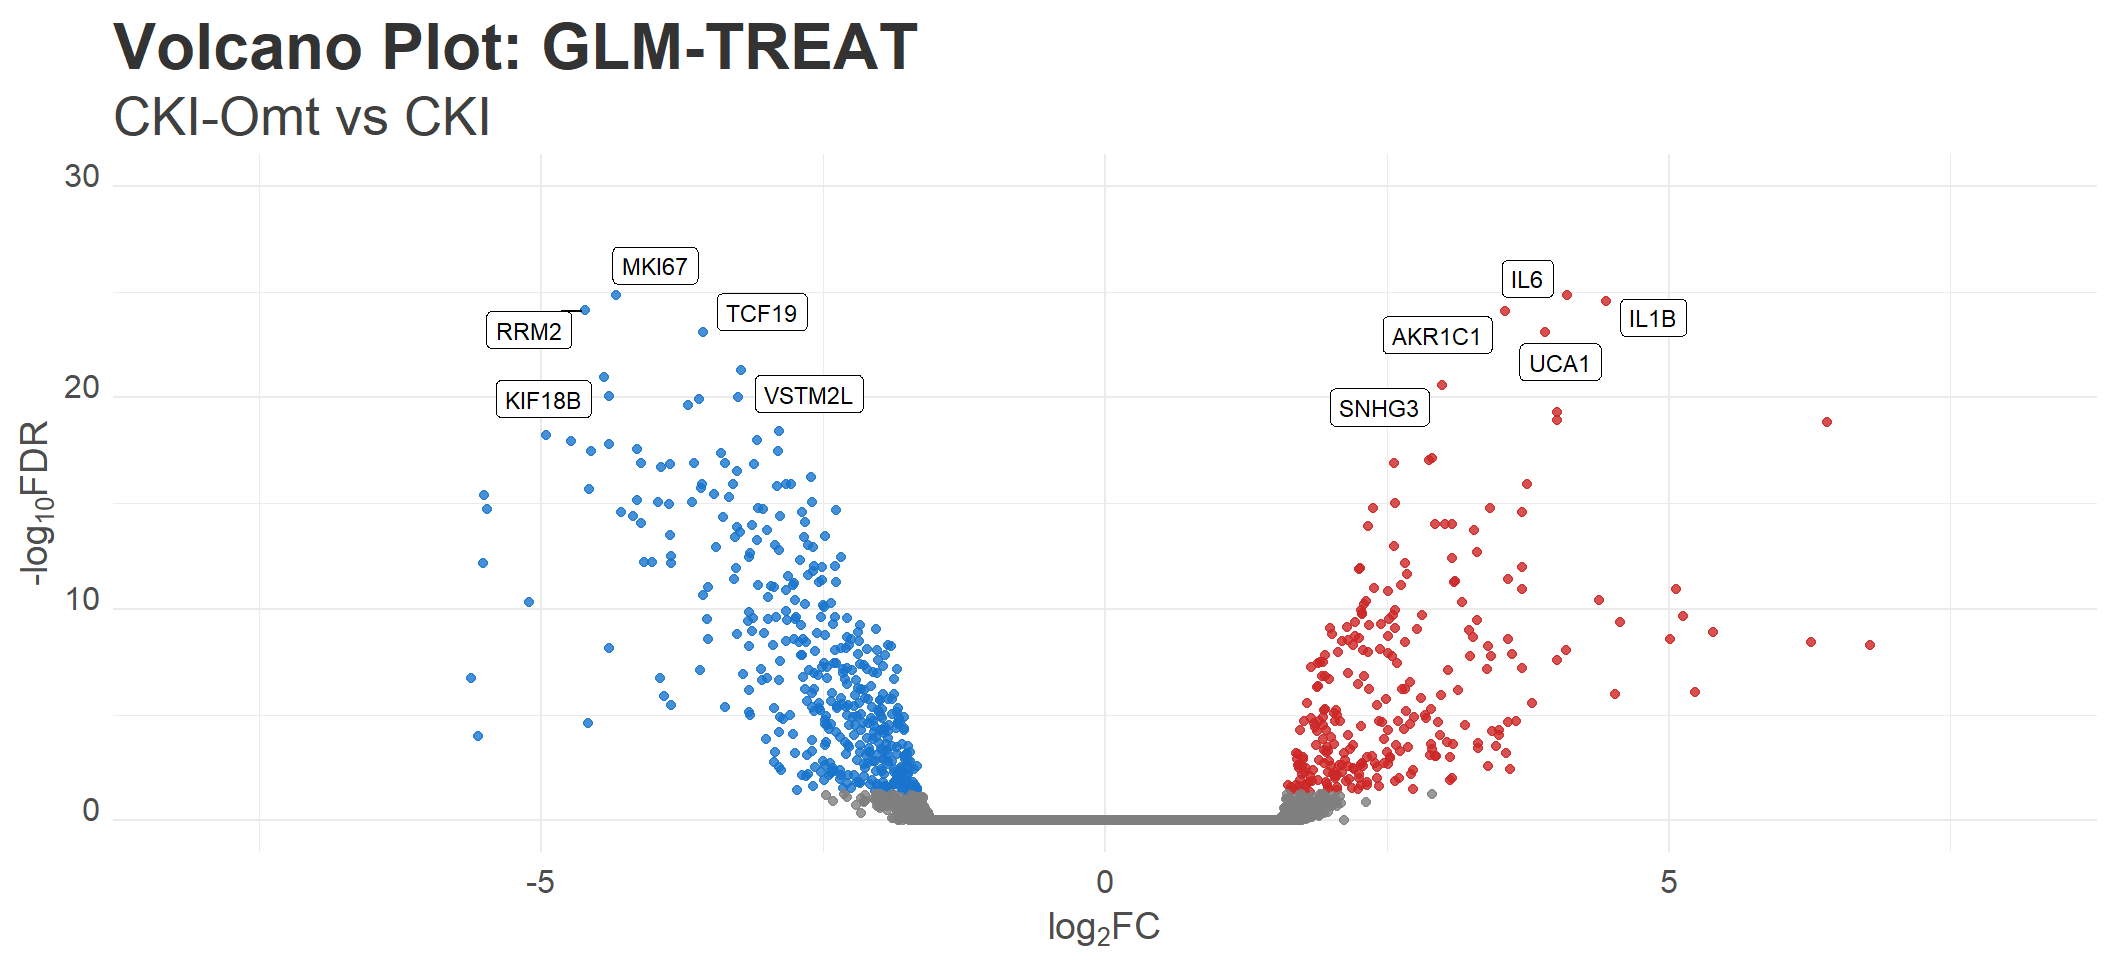 Volcano Plot: GLM-TREAT
CKI-Omt vs CKI
30
20
10
0
-log10FDR
MKI67
RRM2
TCF19
KIF18B
VSTM2L
IL6
IL1B
AKR1C1
UCA1
SNHG3
-5
0
5
log2FC